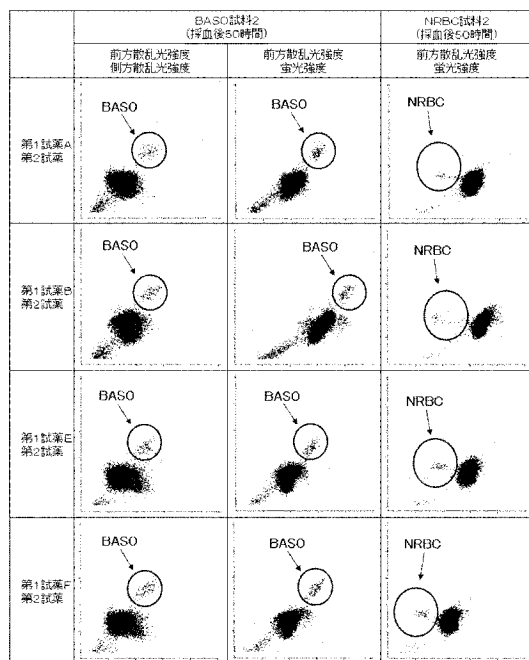 BASO試料2
(採血後50時間)
NRBC試料2
(採血後50時間)
前方散乱光強度
側方散乱光強度
前方散乱光強度
蛍光強度
前方散乱光強度
蛍光強度
第1試薬A
第2試薬
BASO
BASO
NRBC
第1試薬B
第2試薬
BASO
BASO
NRBC
第1試薬E
第2試薬
BASO
BASO
NRBC
第1試薬F
第2試薬
BASO
BASO
NRBC